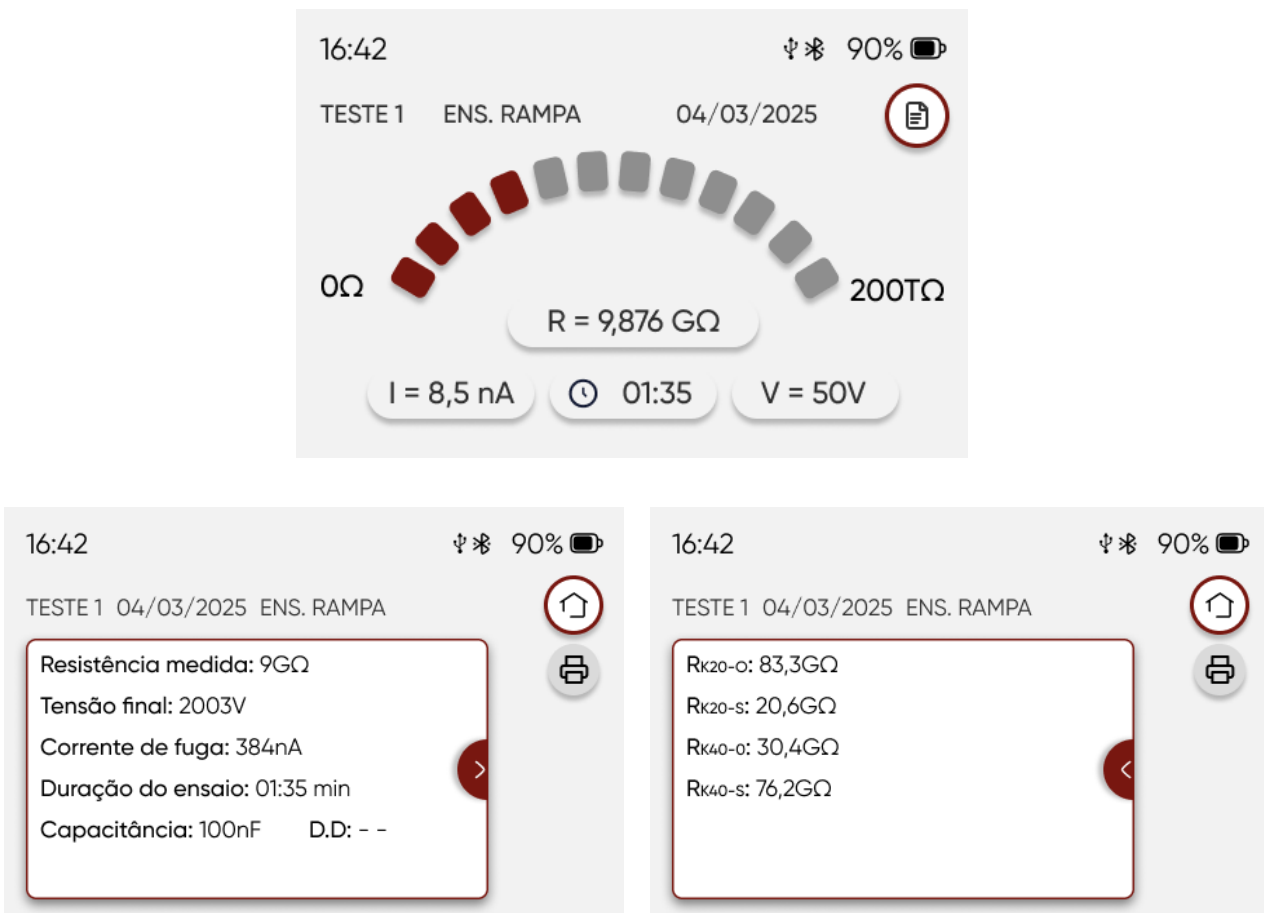 16:42 90%
TESTE 1 ENS. RAMPA 04/03/2025
0Ω 200TΩ
R = 9,876 GΩ
I = 8,5 nA 01:35 V = 50V
16:42 90%
TESTE 1 04/03/2025 ENS. RAMPA
Resistência medida: 9GΩ
Tensão final: 2003V
Corrente de fuga: 384nA
Duração do ensaio: 01:35 min
Capacitância: 100nF D.D: - -
16:42 90%
TESTE 1 04/03/2025 ENS. RAMPA
RK20-O: 83,3GΩ
RK20-S: 20,6GΩ
RK40-0: 30,4GΩ
RK40-S: 76,2GΩ